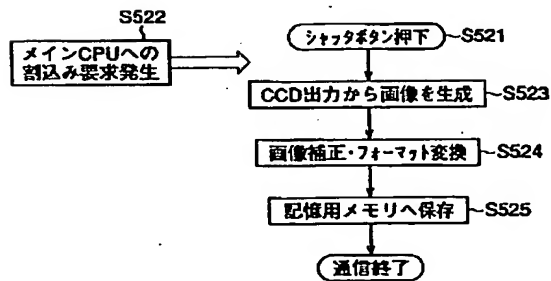 S522
メインCPUへの
割込み要求発生
シャッタボタン押下
S521
CCD出力から画像を生成
S523
画像補正・フォーマット変換
S524
記憶用メモリへ保存
S525
通信終了